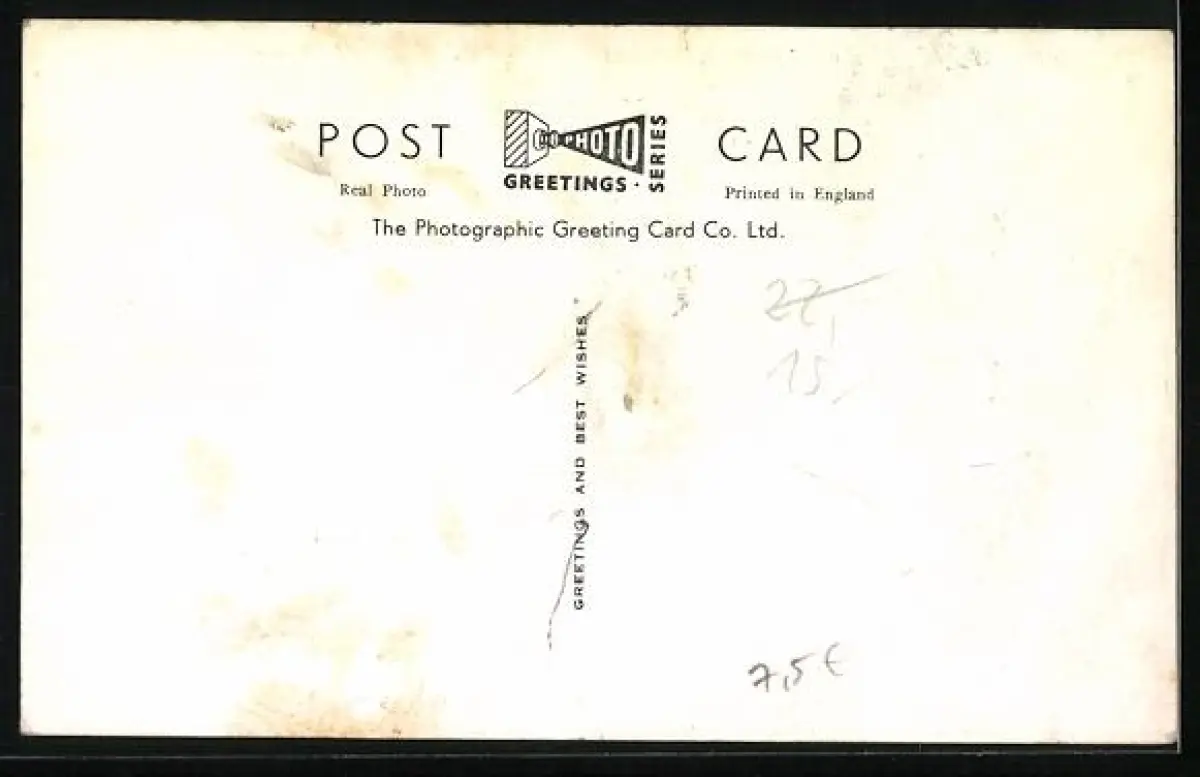 POST CARD
PHOTO
SERIES
GREETINGS ·
Real Photo
Printed in England
The Photographic Greeting Card Co. Ltd.
GREETINGS AND BEST WISHES
22,
15,
7,5 €